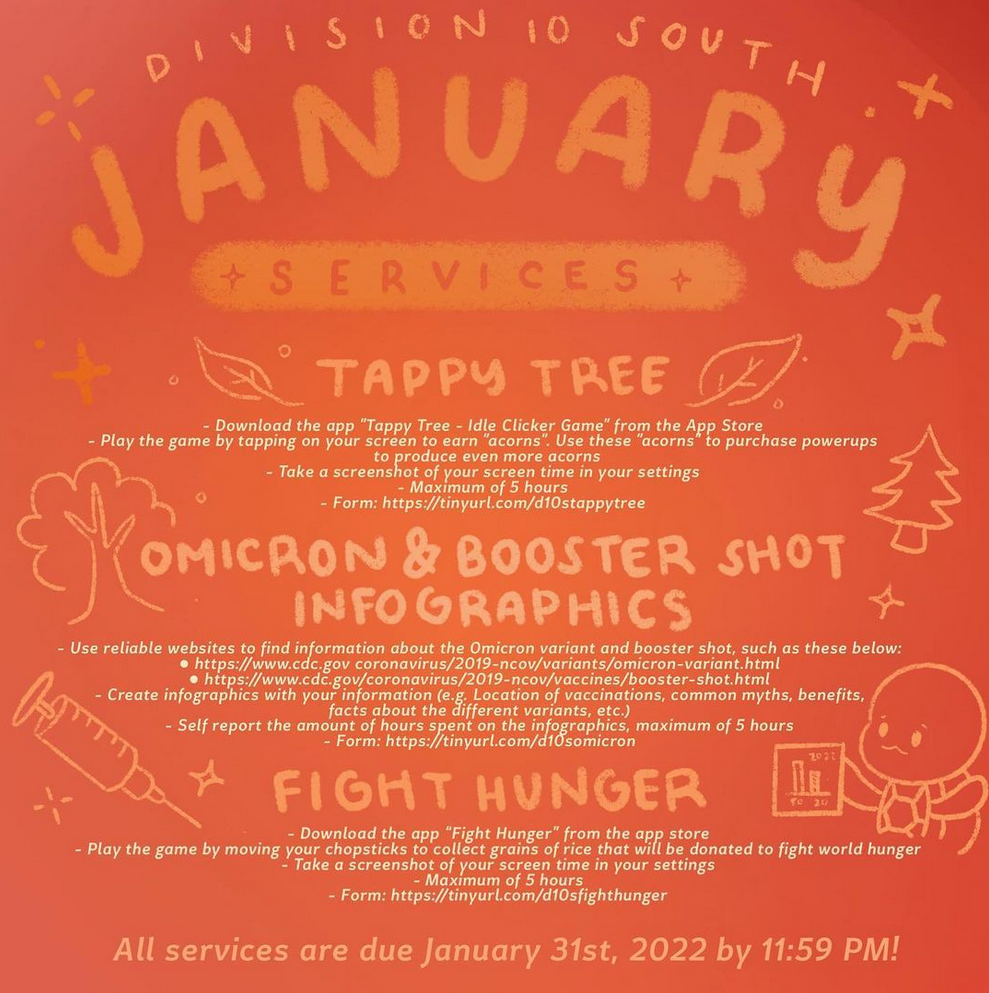 DIVISION 10 SOUTH
JANUARY
SERVICES
TAPPY TREE
- Download the app "Tappy Tree - Idle Clicker Game" from the App Store
- Play the game by tapping on your screen to earn "acorns". Use these "acorns" to purchase powerups
to produce even more acorns
- Take a screenshot of your screen time in your settings
- Maximum of 5 hours
- Form: https://tinyurl.com/d10stappytree
OMICRON & BOOSTER SHOT
INFOGRAPHICS
- Use reliable websites to find information about the Omicron variant and booster shot, such as these below:
• https://www.cdc.gov coronavirus/2019-ncov/variants/omicron-variant.html
• https://www.cdc.gov/coronavirus/2019-ncov/vaccines/booster-shot.html
- Create infographics with your information (e.g. Location of vaccinations, common myths, benefits,
facts about the different variants, etc.)
- Self report the amount of hours spent on the infographics, maximum of 5 hours
- Form: https://tinyurl.com/d10somicron
2022
FIGHT HUNGER
- Download the app "Fight Hunger" from the app store
- Play the game by moving your chopsticks to collect grains of rice that will be donated to fight world hunger
- Take a screenshot of your screen time in your settings
- Maximum of 5 hours
- Form: https://tinyurl.com/d10sfighthunger
All services are due January 31st, 2022 by 11:59 PM!